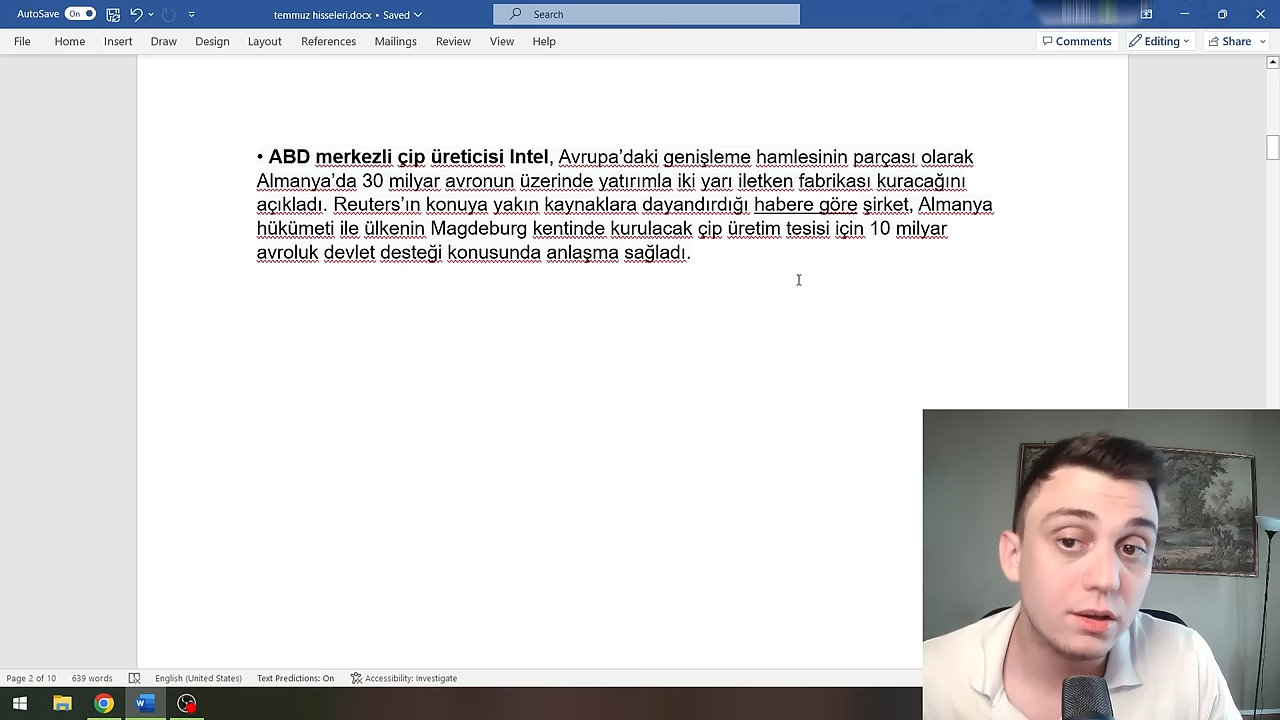 AutoSave On temmuz hisseleri.docx • Saved Search
File Home Insert Draw Design Layout References Mailings Review View Help Comments Editing Share
• ABD merkezli çip üreticisi Intel, Avrupa’daki genişleme hamlesinin parçası olarak
Almanya’da 30 milyar avronun üzerinde yatırımla iki yarı iletken fabrikası kuracağını
açıkladı. Reuters’ın konuya yakın kaynaklara dayandırdığı habere göre şirket, Almanya
hükümeti ile ülkenin Magdeburg kentinde kurulacak çip üretim tesisi için 10 milyar
avroluk devlet desteği konusunda anlaşma sağladı.
Page 2 of 10 639 words English (United States) Text Predictions: On Accessibility: Investigate